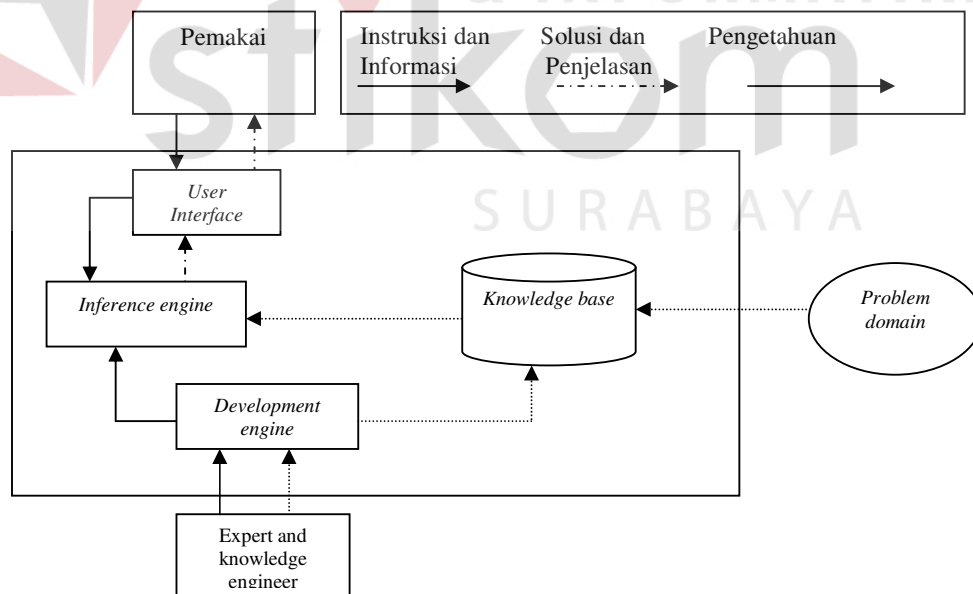 stikom
SURABAYA
Pemakai
Instruksi dan
Informasi
Solusi dan
Penjelasan
Pengetahuan
User
Interface
Inference engine
Knowledge base
Problem
domain
Development
engine
Expert and
knowledge
engineer